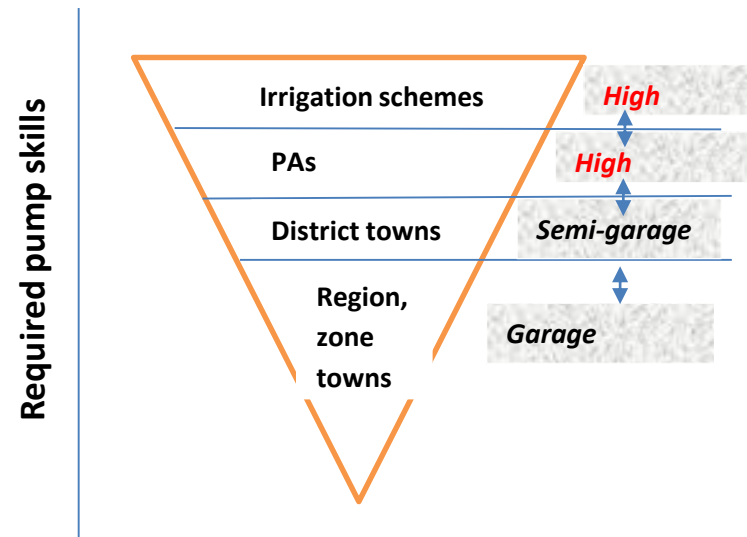 Required pump skills
Irrigation schemes
High
PAs
High
District towns
Semi-garage
Region,
zone
towns
Garage